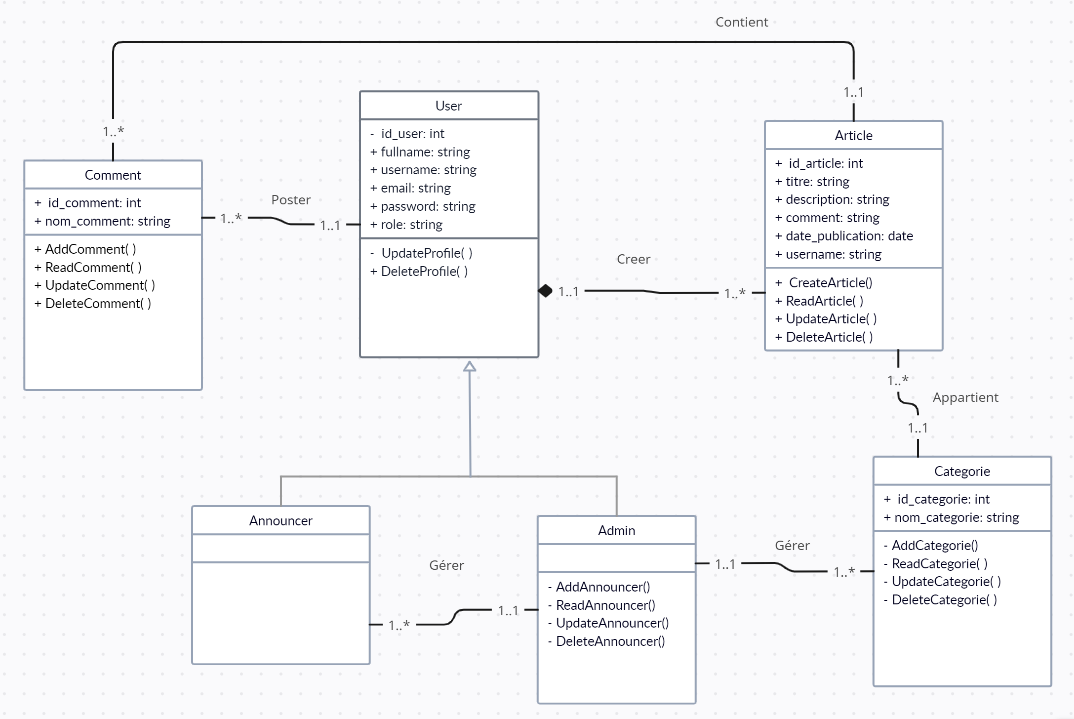 Contient
1..*
1..1
Comment
+ id_comment: int
+ nom_comment: string
+ AddComment( )
+ ReadComment( )
+ UpdateComment( )
+ DeleteComment( )
Poster
1..*
1..1
User
- id_user: int
+ fullname: string
+ username: string
+ email: string
+ password: string
+ role: string
- UpdateProfile( )
+ DeleteProfile( )
Creer
1..1
1..*
Article
+ id_article: int
+ titre: string
+ description: string
+ comment: string
+ date_publication: date
+ username: string
+ CreateArticle()
+ ReadArticle( )
+ UpdateArticle( )
+ DeleteArticle( )
1..*
Appartient
1..1
Categorie
+ id_categorie: int
+ nom_categorie: string
- AddCategorie()
- ReadCategorie( )
- UpdateCategorie( )
- DeleteCategorie( )
Announcer
Gérer
1..*
1..1
Admin
- AddAnnouncer()
- ReadAnnouncer()
- UpdateAnnouncer()
- DeleteAnnouncer()
Gérer
1..1
1..*